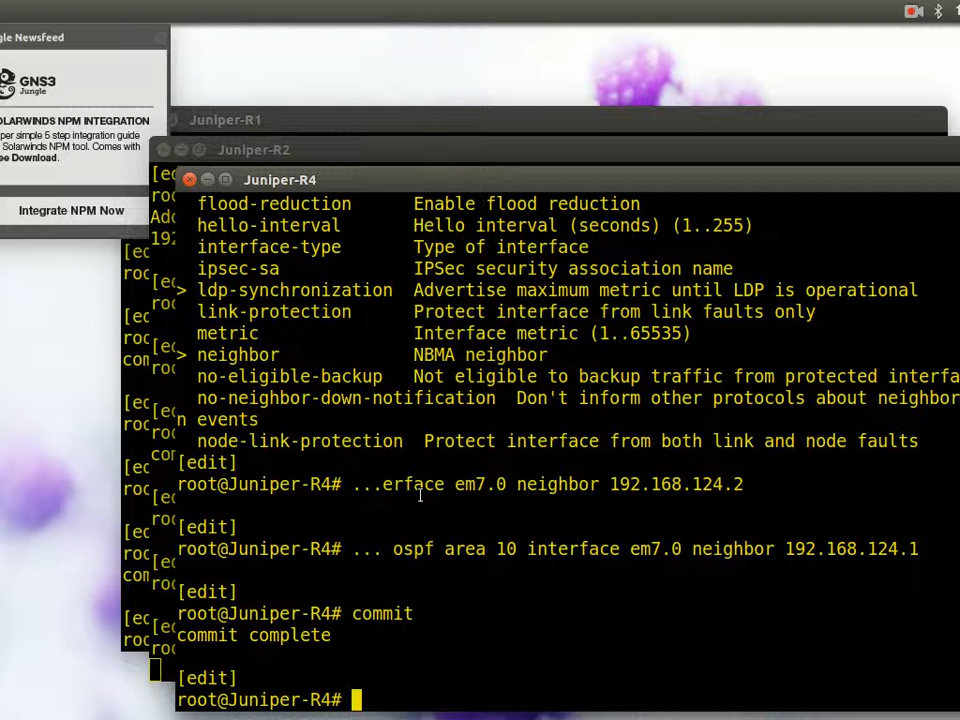 gle Newsfeed
GNS3
Jungle
OLARWINDS NPM INTEGRATION
per simple 5 step integration guide
Solarwinds NPM tool. Comes with
ee Download.
Integrate NPM Now
Juniper-R1
Juniper-R2
Juniper-R4
flood-reduction Enable flood reduction
hello-interval Hello interval (seconds) (1..255)
interface-type Type of interface
ipsec-sa IPSec security association name
> ldp-synchronization Advertise maximum metric until LDP is operational
link-protection Protect interface from link faults only
metric Interface metric (1..65535)
> neighbor NBMA neighbor
no-eligible-backup Not eligible to backup traffic from protected interfa
no-neighbor-down-notification Don't inform other protocols about neighbor
n events
node-link-protection Protect interface from both link and node faults
[edit]
root@Juniper-R4# ...erface em7.0 neighbor 192.168.124.2
[edit]
root@Juniper-R4# ... ospf area 10 interface em7.0 neighbor 192.168.124.1
[edit]
root@Juniper-R4# commit
commit complete
[edit]
root@Juniper-R4#